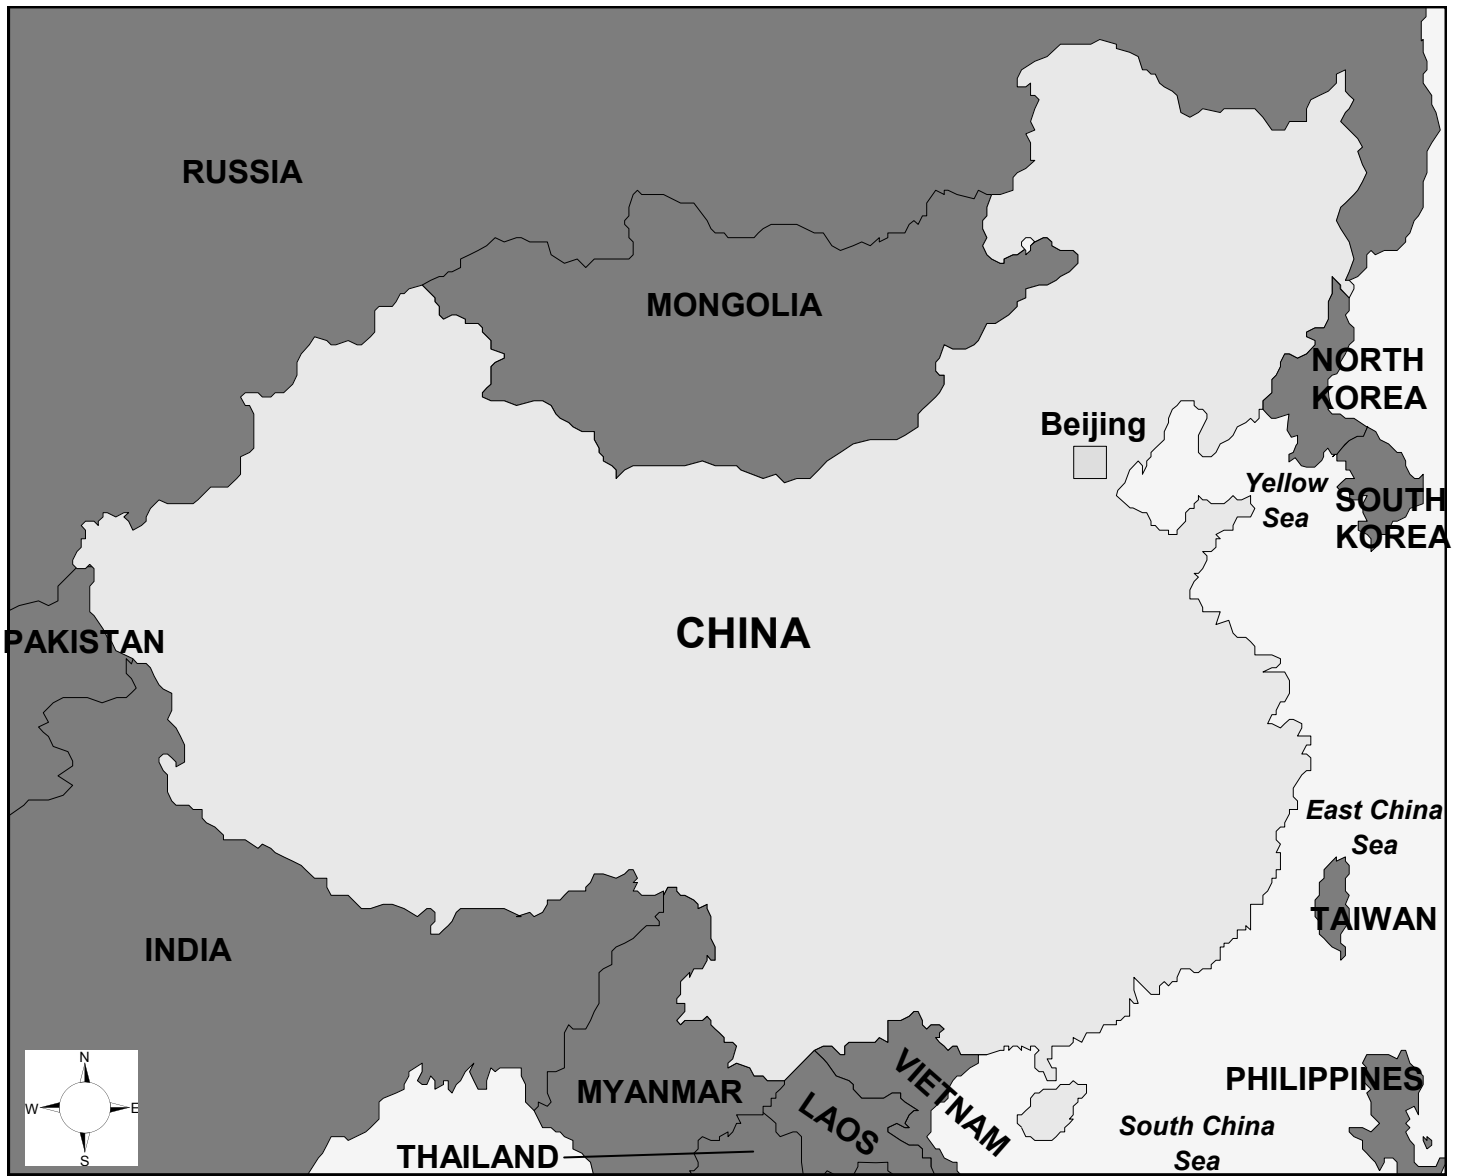 RUSSIA
MONGOLIA
NORTH
KOREA
Beijing
Yellow
Sea
SOUTH
KOREA
CHINA
PAKISTAN
East China
Sea
TAIWAN
INDIA
N
W
E
S
MYANMAR
VIETNAM
LAOS
PHILIPPINES
South China
Sea
THAILAND